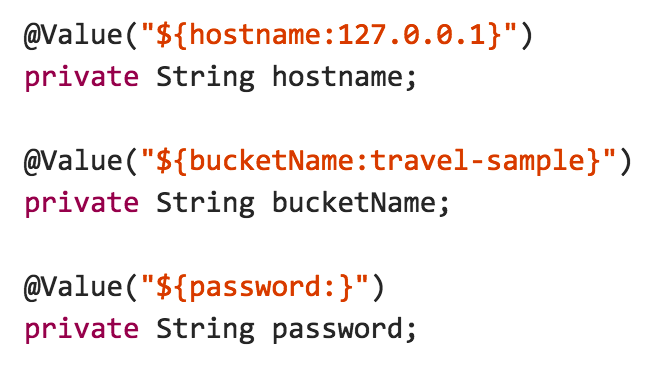 @Value("${hostname:127.0.0.1}")
private String hostname;
@Value("${bucketName:travel-sample}")
private String bucketName;
@Value("${password:}")
private String password;